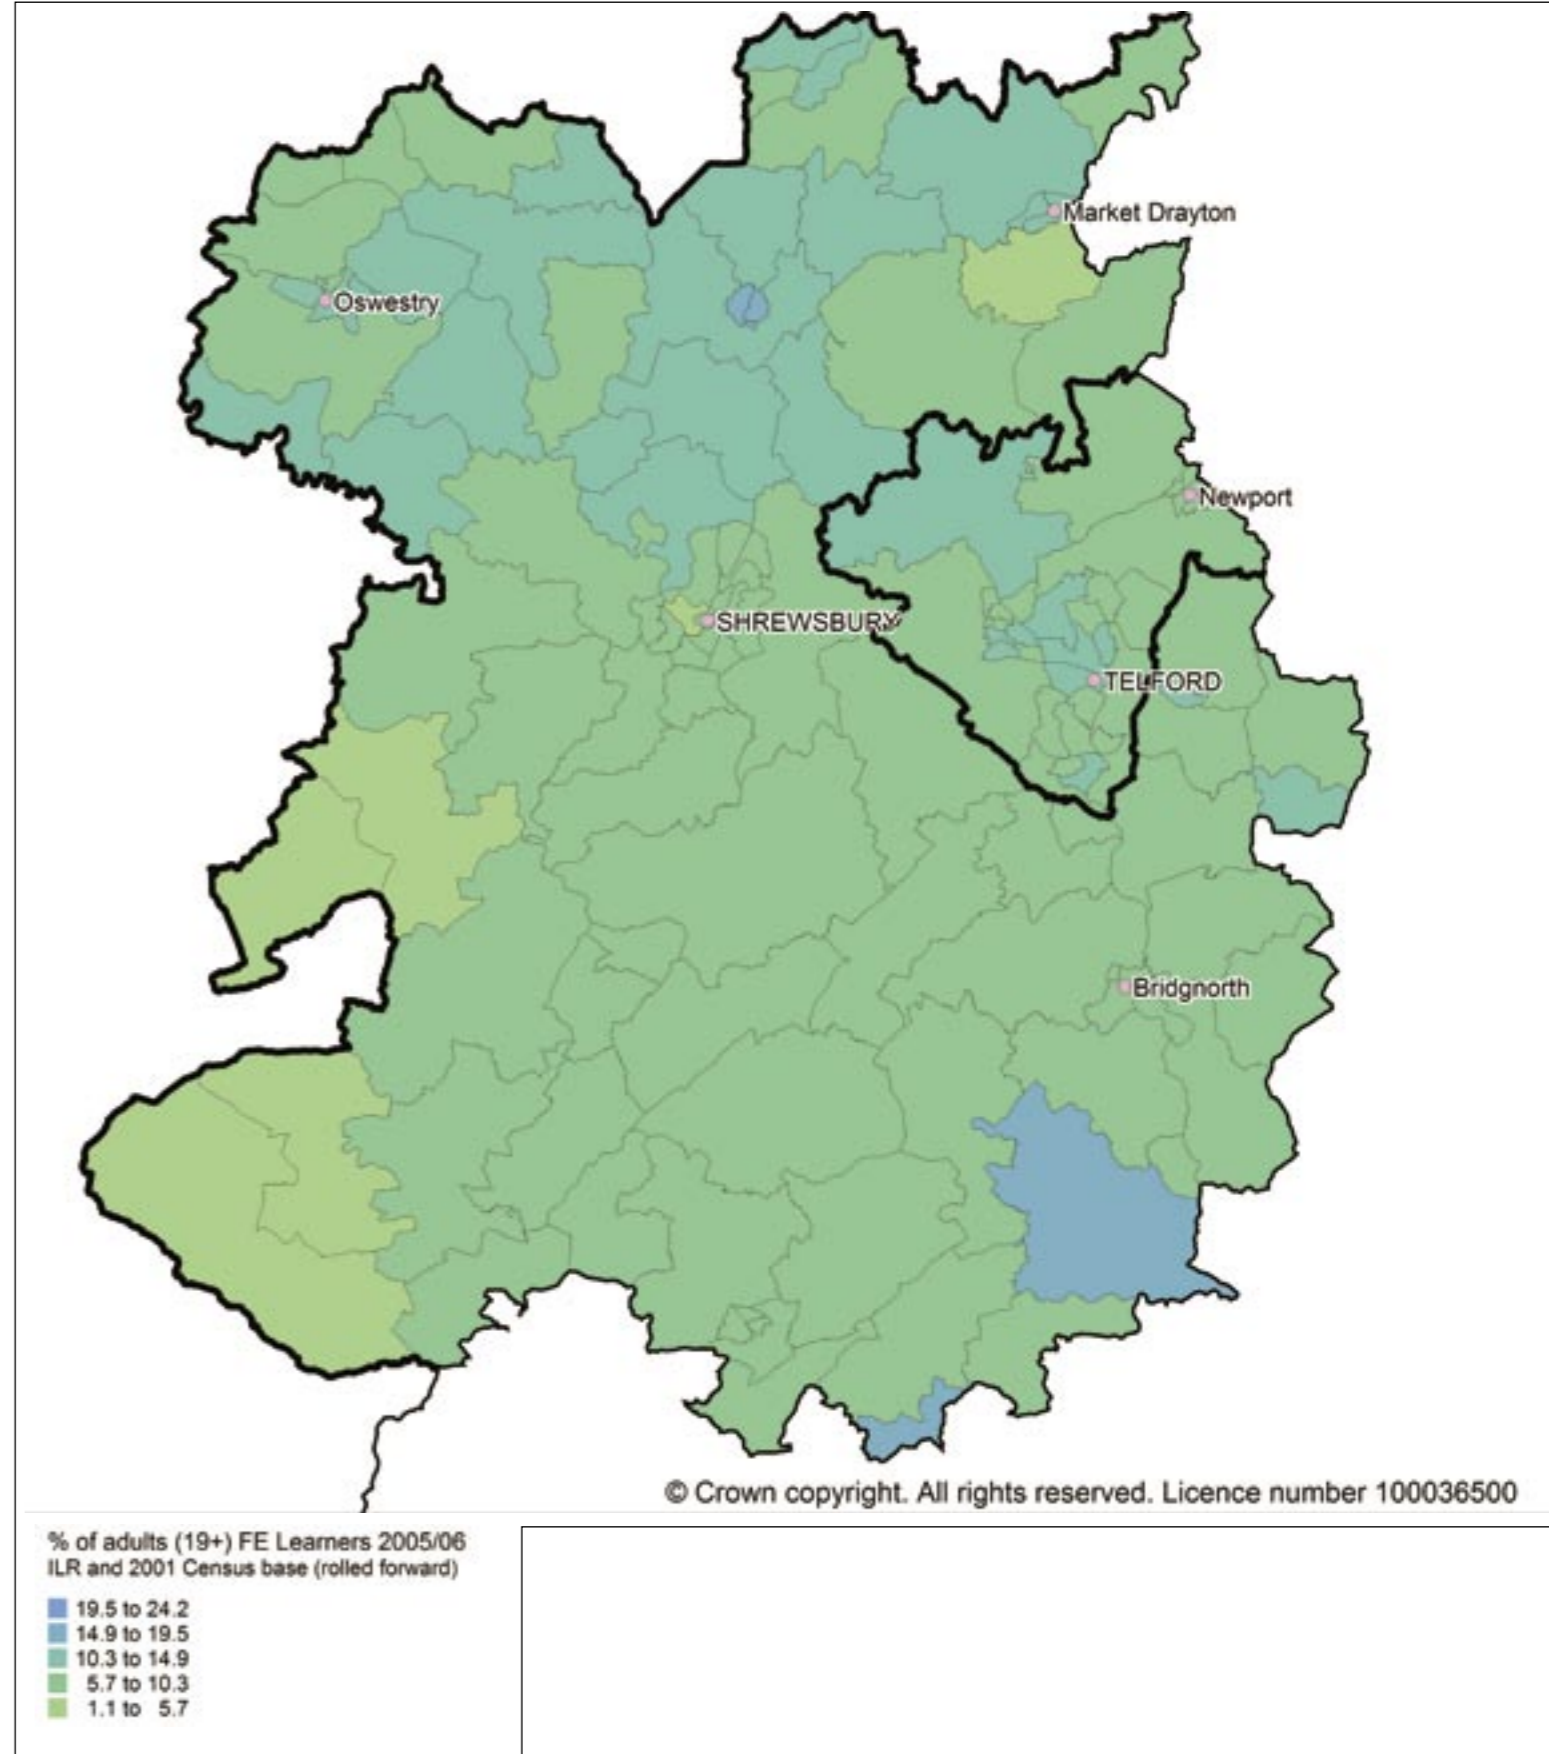 Market Drayton
Oswestry
Newport
SHREWSBURY
TELFORD
Bridgnorth
© Crown copyright. All rights reserved. Licence number 100036500
% of adults (19+) FE Learners 2005/06
ILR and 2001 Census base (rolled forward)
19.5 to 24.2
14.9 to 19.5
10.3 to 14.9
5.7 to 10.3
1.1 to 5.7